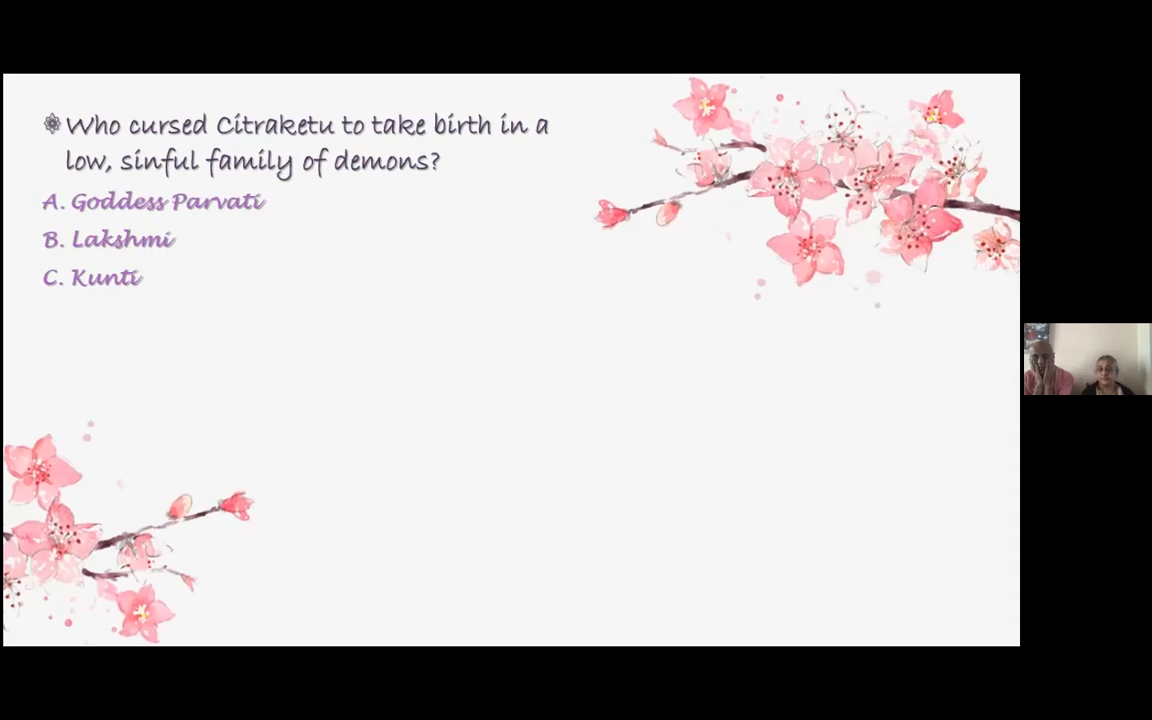 Who cursed Citraketu to take birth in a
low, sinful family of demons?
A. Goddess Parvati
B. Lakshmi
C. Kunti